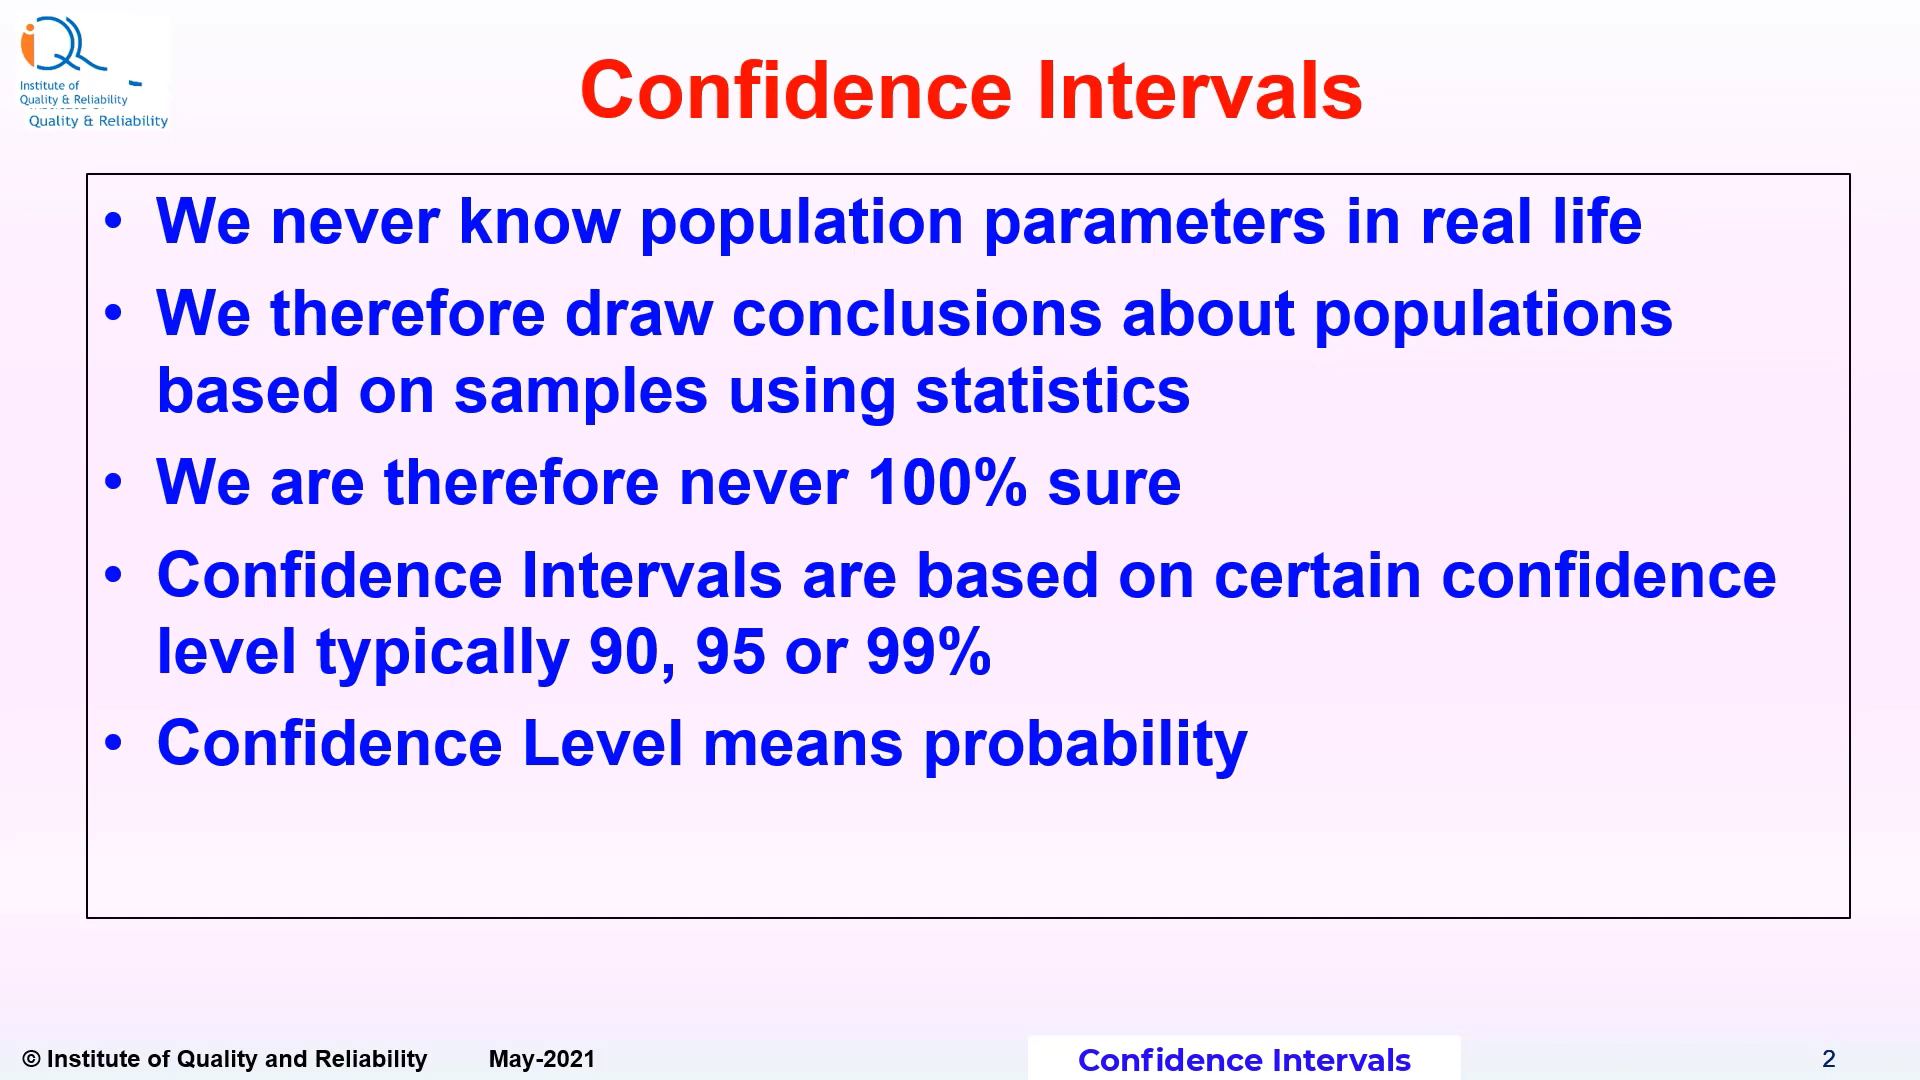 iQ
Institute of
Quality & Reliability
Quality & Reliability
Confidence Intervals
• We never know population parameters in real life
• We therefore draw conclusions about populations
based on samples using statistics
• We are therefore never 100% sure
• Confidence Intervals are based on certain confidence
level typically 90, 95 or 99%
• Confidence Level means probability
© Institute of Quality and Reliability May-2021 Confidence Intervals 2